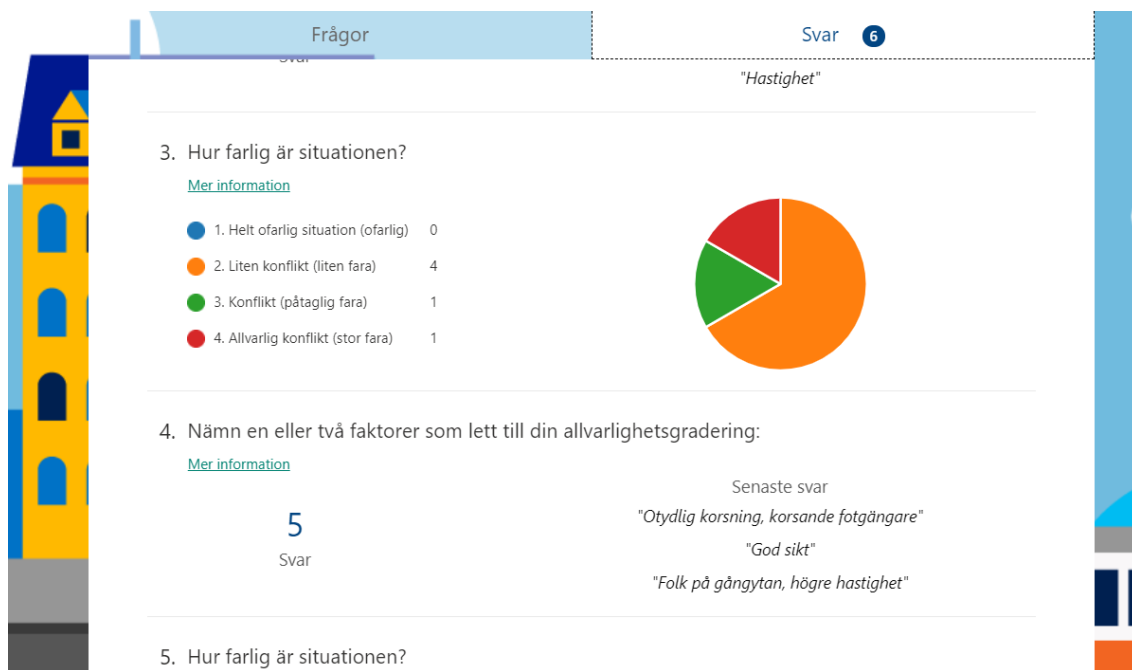 Frågor
Svar 6
Svar
"Hastighet"
3. Hur farlig är situationen?
Mer information
1. Helt ofarlig situation (ofarlig) 0
2. Liten konflikt (liten fara) 4
3. Konflikt (påtaglig fara) 1
4. Allvarlig konflikt (stor fara) 1
4. Nämn en eller två faktorer som lett till din allvarlighetsgradering:
Mer information
5
Svar
Senaste svar
"Otydlig korsning, korsande fotgängare"
"God sikt"
"Folk på gångytan, högre hastighet"
5. Hur farlig är situationen?